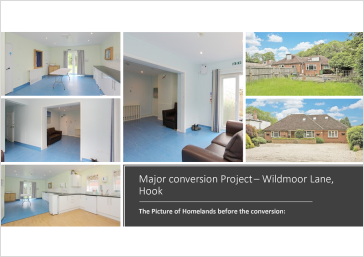 Major conversion Project – Wildmoor Lane,
Hook
The Picture of Homelands before the conversion: